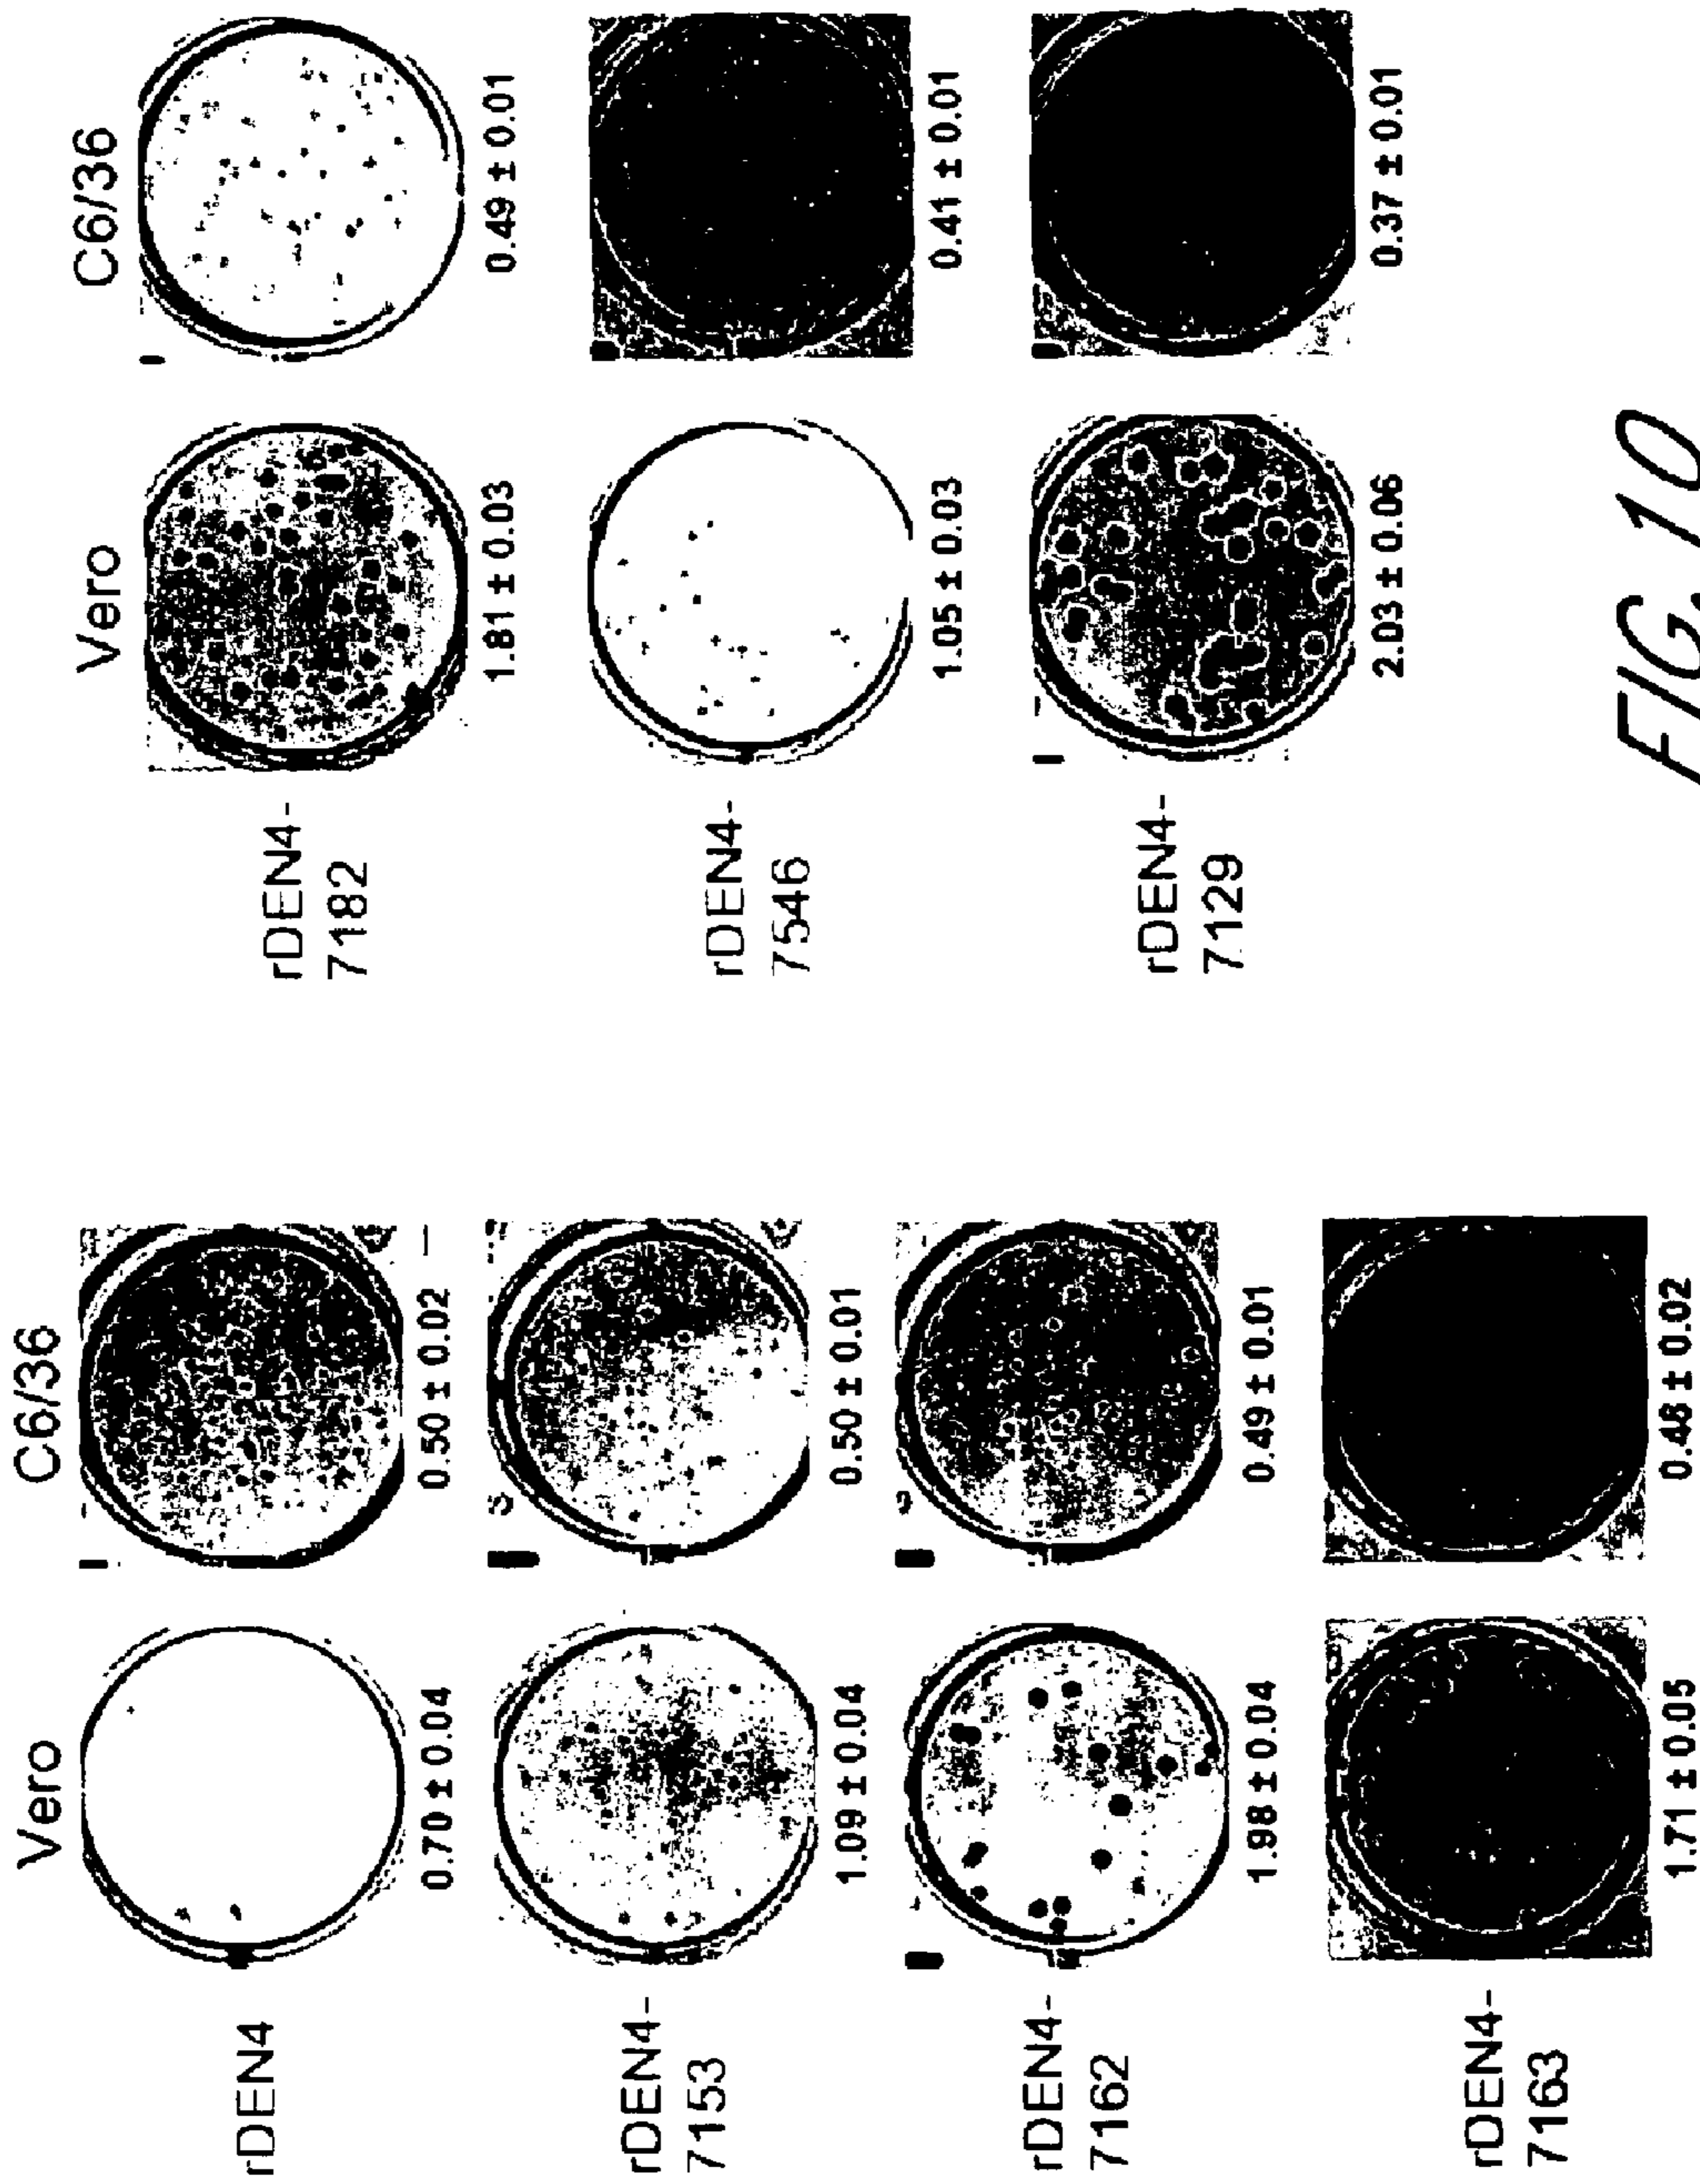 Vero C6/36
rDEN4
0.70 ± 0.04 0.50 ± 0.02
rDEN4-
7153
1.09 ± 0.04 0.50 ± 0.01
rDEN4-
7162
1.98 ± 0.04 0.49 ± 0.01
rDEN4-
7163
1.71 ± 0.05 0.48 ± 0.02
Vero C6/36
rDEN4-
7182
1.81 ± 0.03 0.49 ± 0.01
rDEN4-
7546
1.05 ± 0.03 0.41 ± 0.01
rDEN4-
7129
2.03 ± 0.06 0.37 ± 0.01
FIG. 10